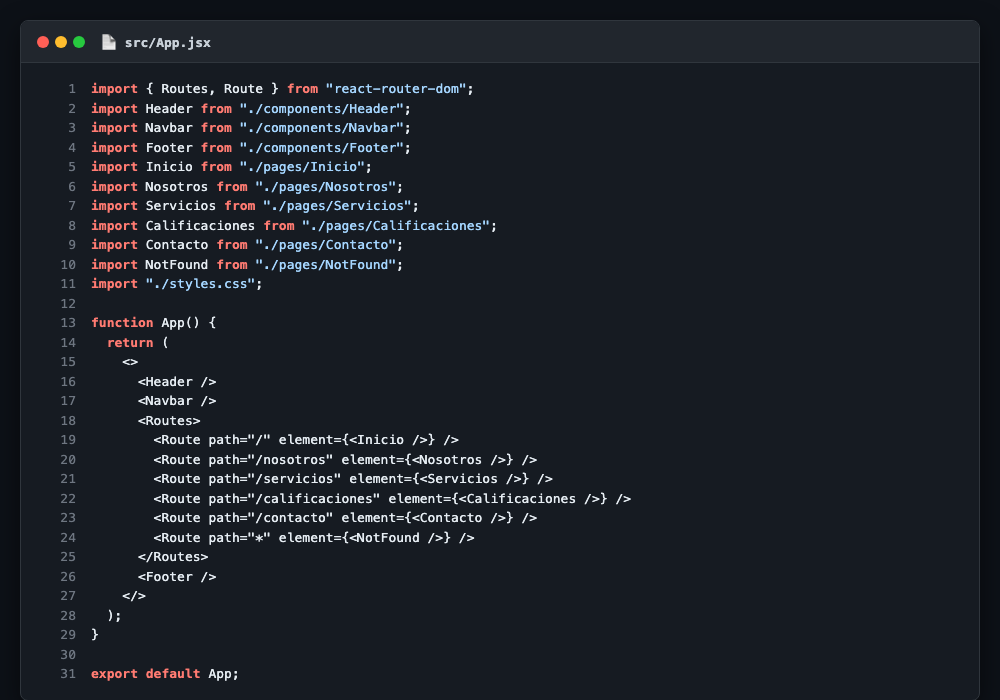 src/App.jsx
1 import { Routes, Route } from "react-router-dom";
2 import Header from "./components/Header";
3 import Navbar from "./components/Navbar";
4 import Footer from "./components/Footer";
5 import Inicio from "./pages/Inicio";
6 import Nosotros from "./pages/Nosotros";
7 import Servicios from "./pages/Servicios";
8 import Calificaciones from "./pages/Calificaciones";
9 import Contacto from "./pages/Contacto";
10 import NotFound from "./pages/NotFound";
11 import "./styles.css";
12
13 function App() {
14   return (
15     <>
16       <Header />
17       <Navbar />
18       <Routes>
19         <Route path="/" element={<Inicio />} />
20         <Route path="/nosotros" element={<Nosotros />} />
21         <Route path="/servicios" element={<Servicios />} />
22         <Route path="/calificaciones" element={<Calificaciones />} />
23         <Route path="/contacto" element={<Contacto />} />
24         <Route path="*" element={<NotFound />} />
25       </Routes>
26       <Footer />
27     </>
28   );
29 }
30
31 export default App;